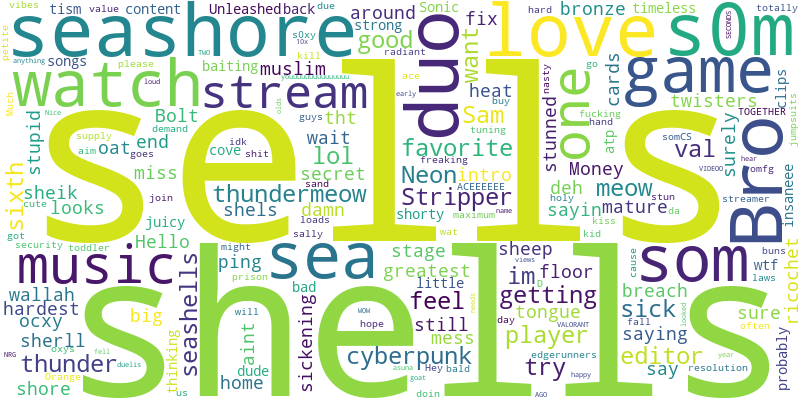 vibes value content Unleashed back due Sonic hard bronze timeless totally
tism around strong fix
seashore duo love s0m
petite songs s0xy TWO 10x good radiant want SECONDS
anything please kill baiting muslim ace go cards nasty clips
watch stream one game
Much loud youuuuuuuuuuuuu heat buy early twisters
Nice Bolt guys tht Sam tuning stunned hand fucking TOGETHER jumpsuits
sells
stupid supply demand wait olds favorite atp somCS surely
aim oat end idk shit lol freaking val hear omfg
sixth goes cove secret Neon intro Money VIDEOO insaneee
miss sand ACEEEEEE deh meow stun streamer
sheik join thundermeow Stripper holy da
cute looks shels damn shorty sayin mature kiss Bro
got juicy loads maximum name kid
security toddler Hello sally wat buns
music sea might stage sheep som cause wtf laws
ping views D im floor
prison greatest ricochet
wallah seashells bad little getting breach
hardest will WOW feel day tongue sick fall sure
ocxy big aint hope still VALORANT looked often
shells
sherll oxys us dude mess player saying
NRG thunder fell thinking sickening cyberpunk needs editor year
Orange asuna Hey bald edgerunners try say resolution probably
shore duelis home goat doin AGO happy